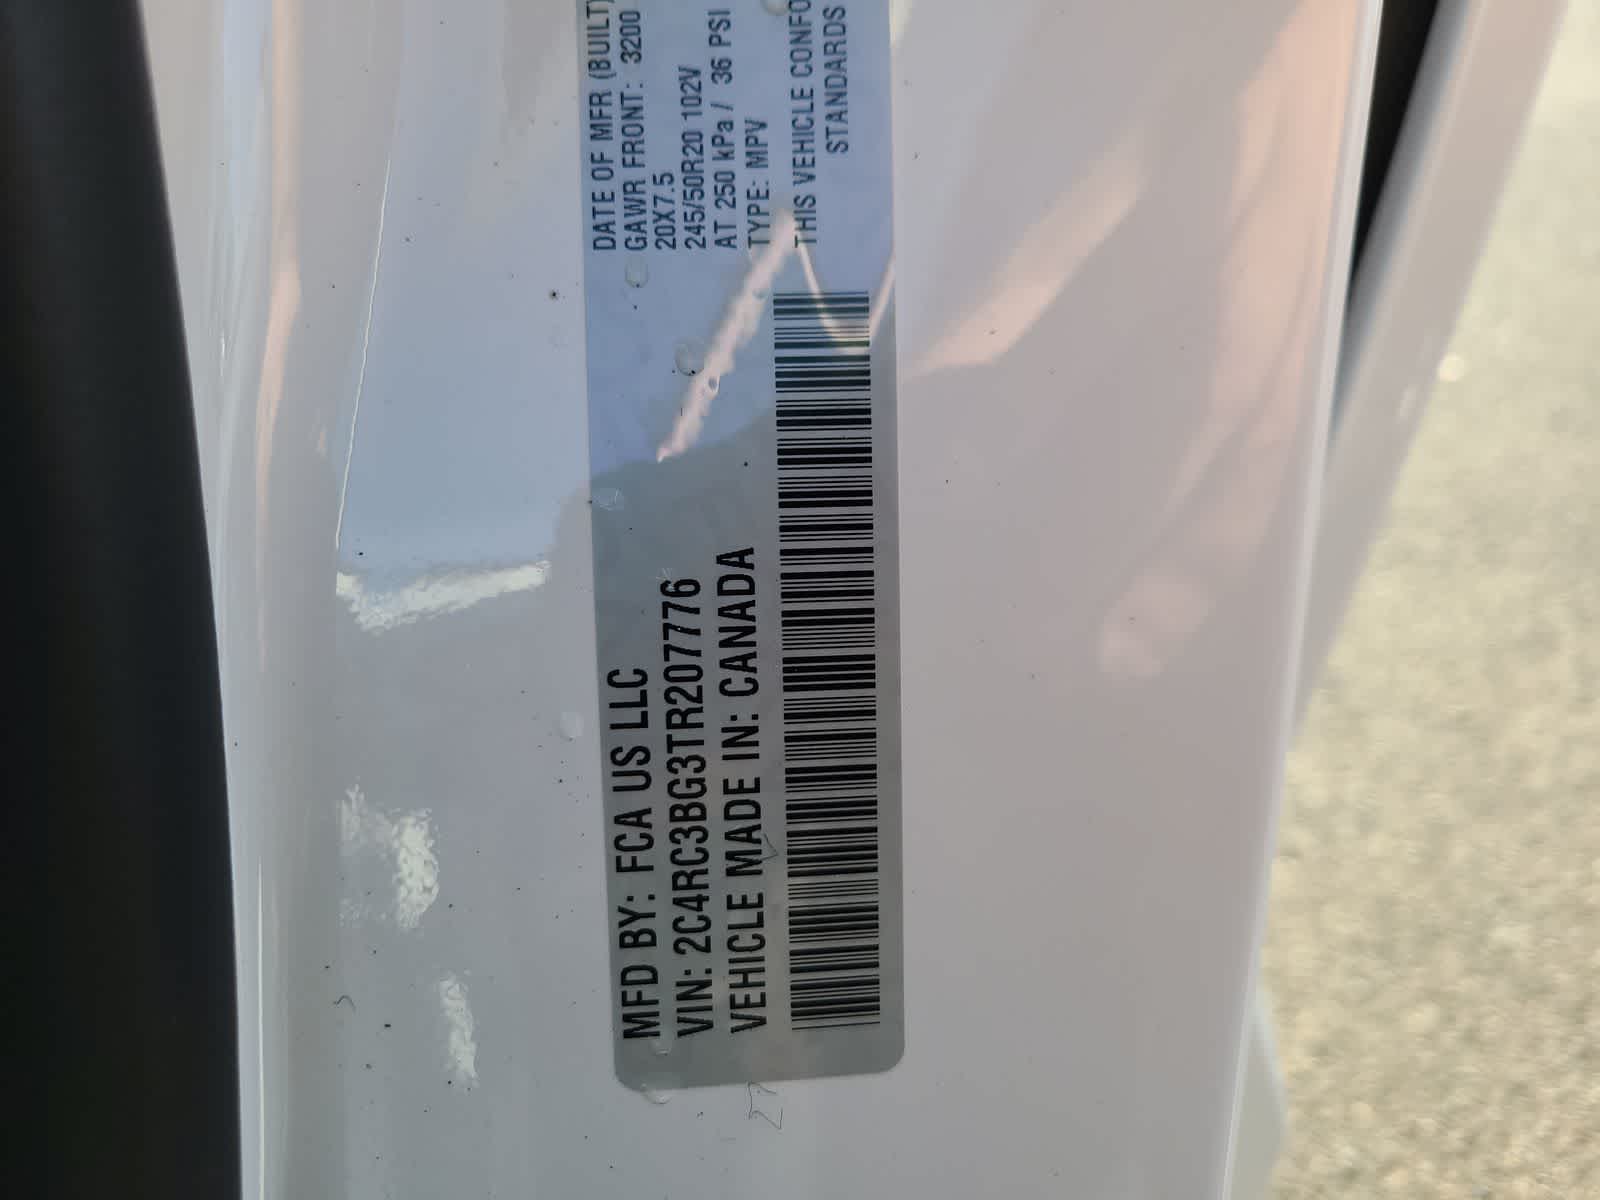 MFD BY: FCA US LLC
VIN: 2C4RC3BG3TR207776
VEHICLE MADE IN: CANADA
DATE OF MFR (BUILT)
GAWR FRONT: 3200
20X7.5
245/50R20 102V
AT 250 kPa / 36 PSI
TYPE: MPV
THIS VEHICLE CONFO
STANDARDS